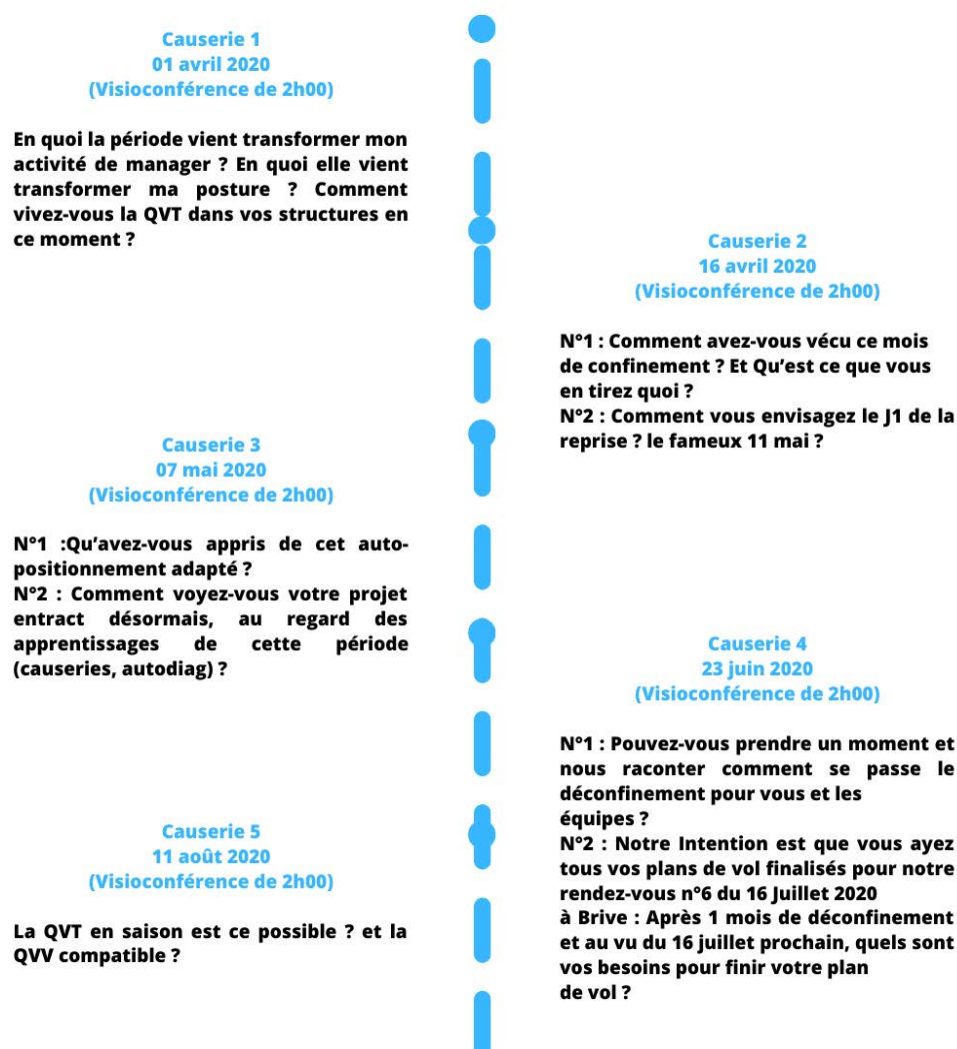 Causerie 1
01 avril 2020
(Visioconférence de 2h00)
En quoi la période vient transformer mon
activité de manager ? En quoi elle vient
transformer ma posture ? Comment
vivez-vous la QVT dans vos structures en
ce moment ?
Causerie 2
16 avril 2020
(Visioconférence de 2h00)
N°1 : Comment avez-vous vécu ce mois
de confinement ? Et Qu’est ce que vous
en tirez quoi ?
N°2 : Comment vous envisagez le J1 de la
reprise ? le fameux 11 mai ?
Causerie 3
07 mai 2020
(Visioconférence de 2h00)
N°1 :Qu’avez-vous appris de cet auto-
positionnement adapté ?
N°2 : Comment voyez-vous votre projet
entract désormais, au regard des
apprentissages de cette période
(causeries, autodiag) ?
Causerie 4
23 juin 2020
(Visioconférence de 2h00)
N°1 : Pouvez-vous prendre un moment et
nous raconter comment se passe le
déconfinement pour vous et les
équipes ?
N°2 : Notre Intention est que vous ayez
tous vos plans de vol finalisés pour notre
rendez-vous n°6 du 16 Juillet 2020
à Brive : Après 1 mois de déconfinement
et au vu du 16 juillet prochain, quels sont
vos besoins pour finir votre plan
de vol ?
Causerie 5
11 août 2020
(Visioconférence de 2h00)
La QVT en saison est ce possible ? et la
QVV compatible ?